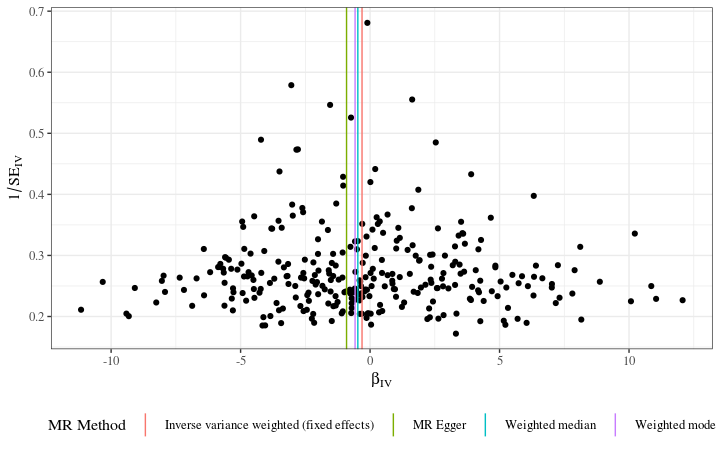 0.7
0.6
0.5
0.4
0.3
0.2
1/SE_IV
-10
-5
0
5
10
β_IV
MR Method
Inverse variance weighted (fixed effects)
MR Egger
Weighted median
Weighted mode